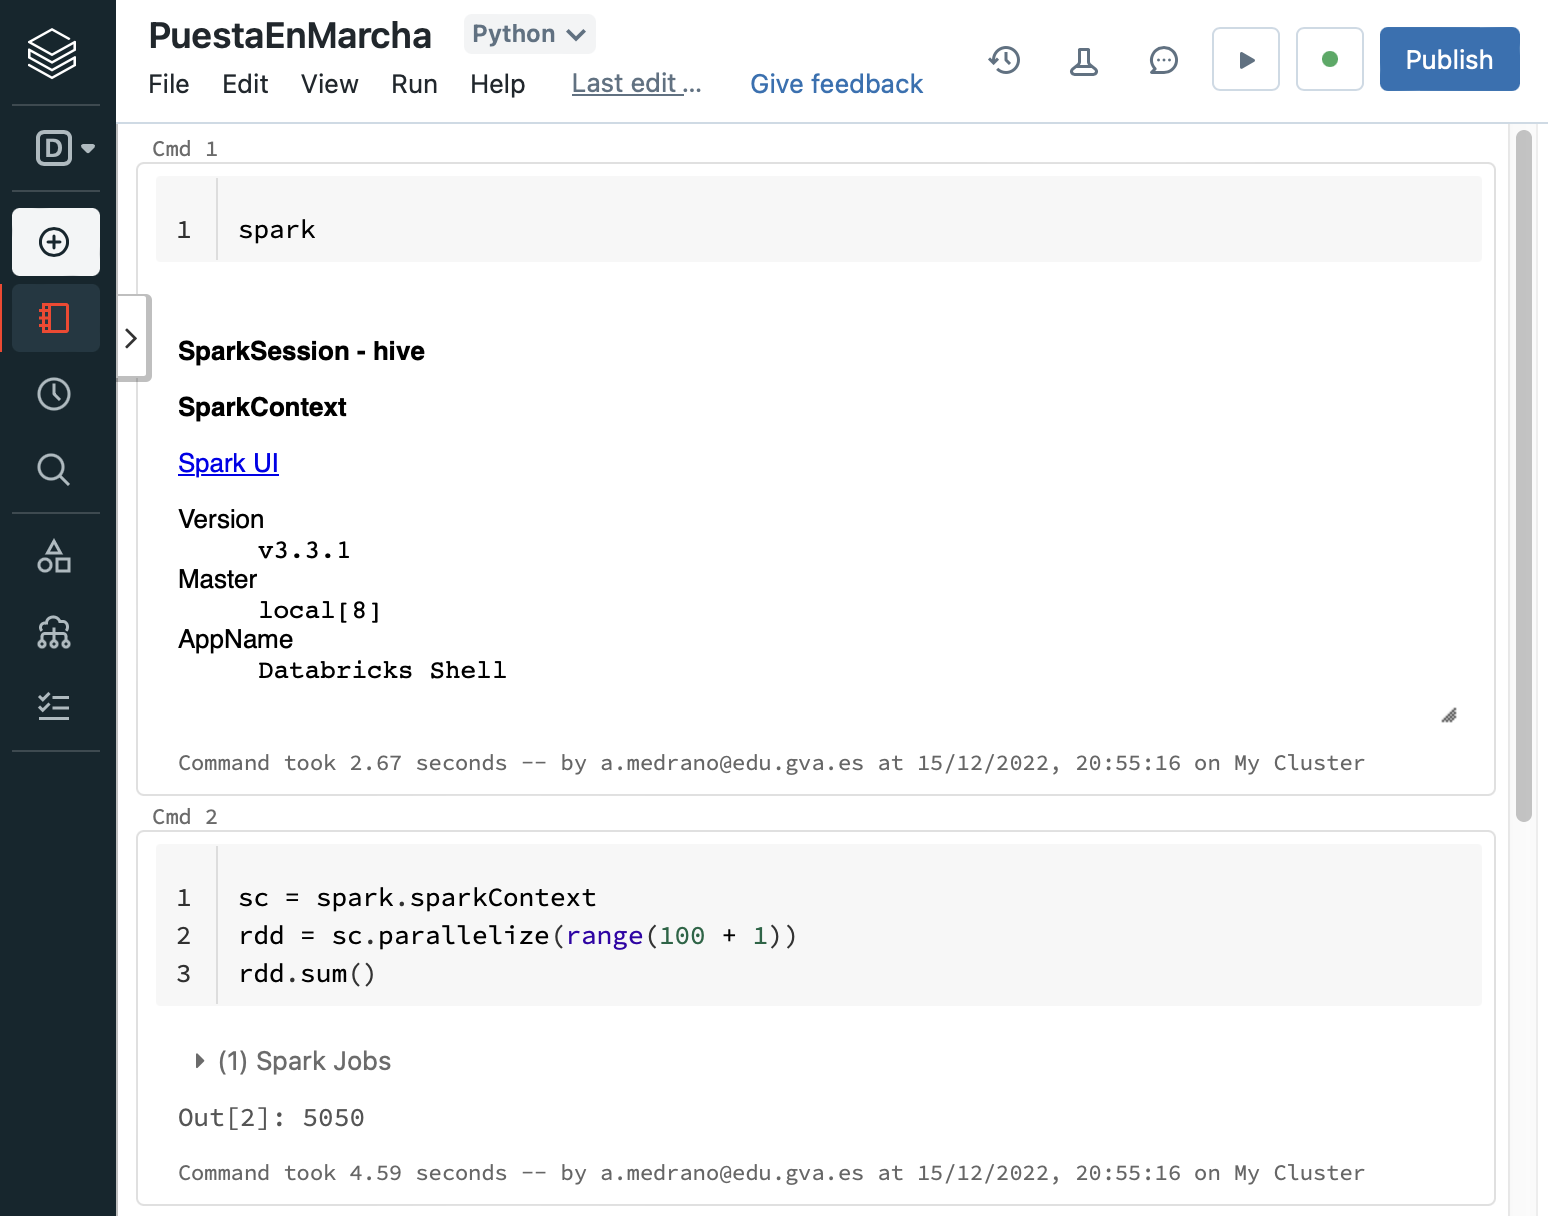 PuestaEnMarcha Python
File Edit View Run Help Last edit ... Give feedback
Publish
D
Cmd 1
1 spark
SparkSession - hive
SparkContext
Spark UI
Version
v3.3.1
Master
local[8]
AppName
Databricks Shell
Command took 2.67 seconds -- by a.medrano@edu.gva.es at 15/12/2022, 20:55:16 on My Cluster
Cmd 2
1 sc = spark.sparkContext
2 rdd = sc.parallelize(range(100 + 1))
3 rdd.sum()
(1) Spark Jobs
Out[2]: 5050
Command took 4.59 seconds -- by a.medrano@edu.gva.es at 15/12/2022, 20:55:16 on My Cluster